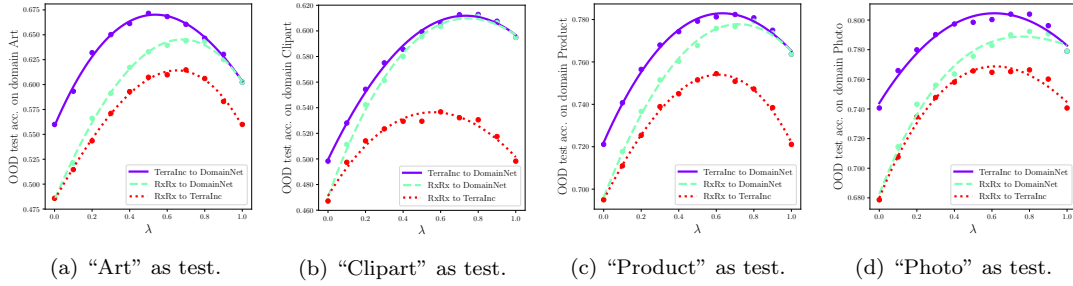 OOD test acc. on domain Art
0.675
0.650
0.625
0.600
0.575
0.550
0.525
0.500
0.475
0.0 0.2 0.4 0.6 0.8 1.0
λ
TerraInc to DomainNet
RxRx to DomainNet
RxRx to TerraInc
(a) “Art” as test.
OOD test acc. on domain Clipart
0.620
0.600
0.580
0.560
0.540
0.520
0.500
0.480
0.460
0.0 0.2 0.4 0.6 0.8 1.0
λ
TerraInc to DomainNet
RxRx to DomainNet
RxRx to TerraInc
(b) “Clipart” as test.
OOD test acc. on domain Product
0.780
0.760
0.740
0.720
0.700
0.0 0.2 0.4 0.6 0.8 1.0
λ
TerraInc to DomainNet
RxRx to DomainNet
RxRx to TerraInc
(c) “Product” as test.
OOD test acc. on domain Photo
0.800
0.780
0.760
0.740
0.720
0.700
0.680
0.0 0.2 0.4 0.6 0.8 1.0
λ
TerraInc to DomainNet
RxRx to DomainNet
RxRx to TerraInc
(d) “Photo” as test.